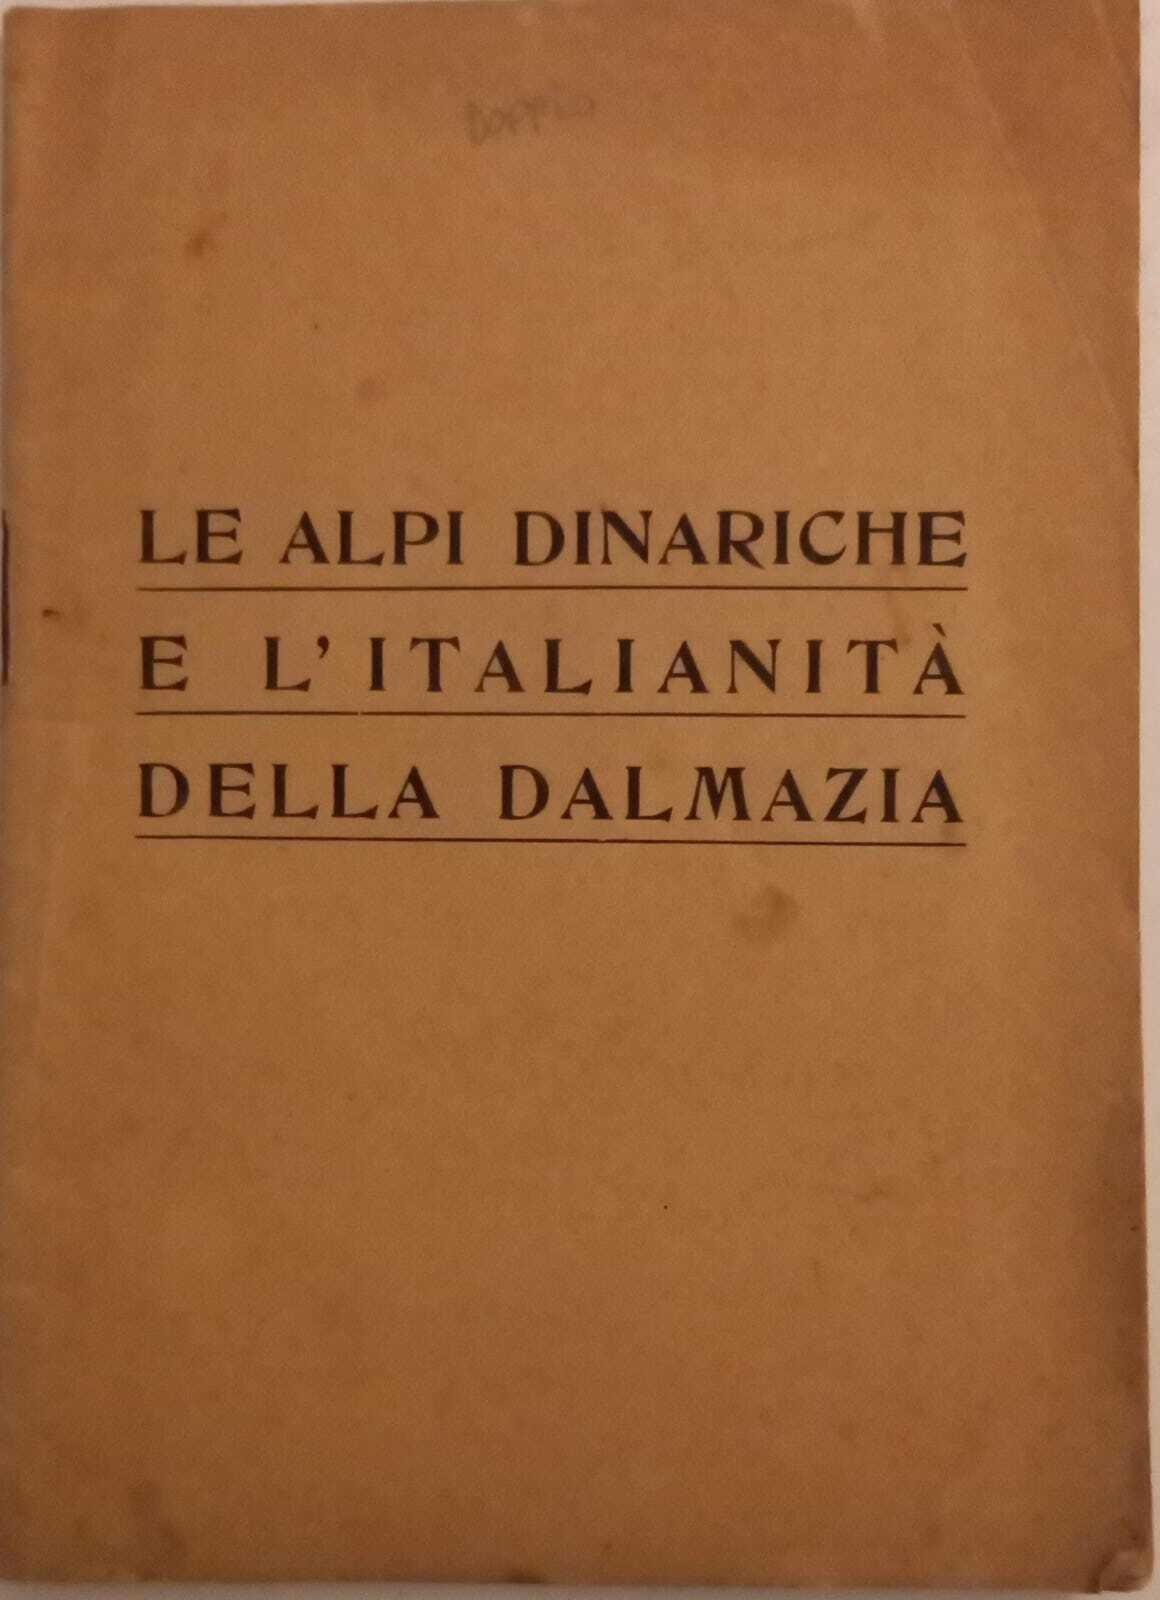 LE ALPI DINARICHE
E L'ITALIANITÀ
DELLA DALMAZIA